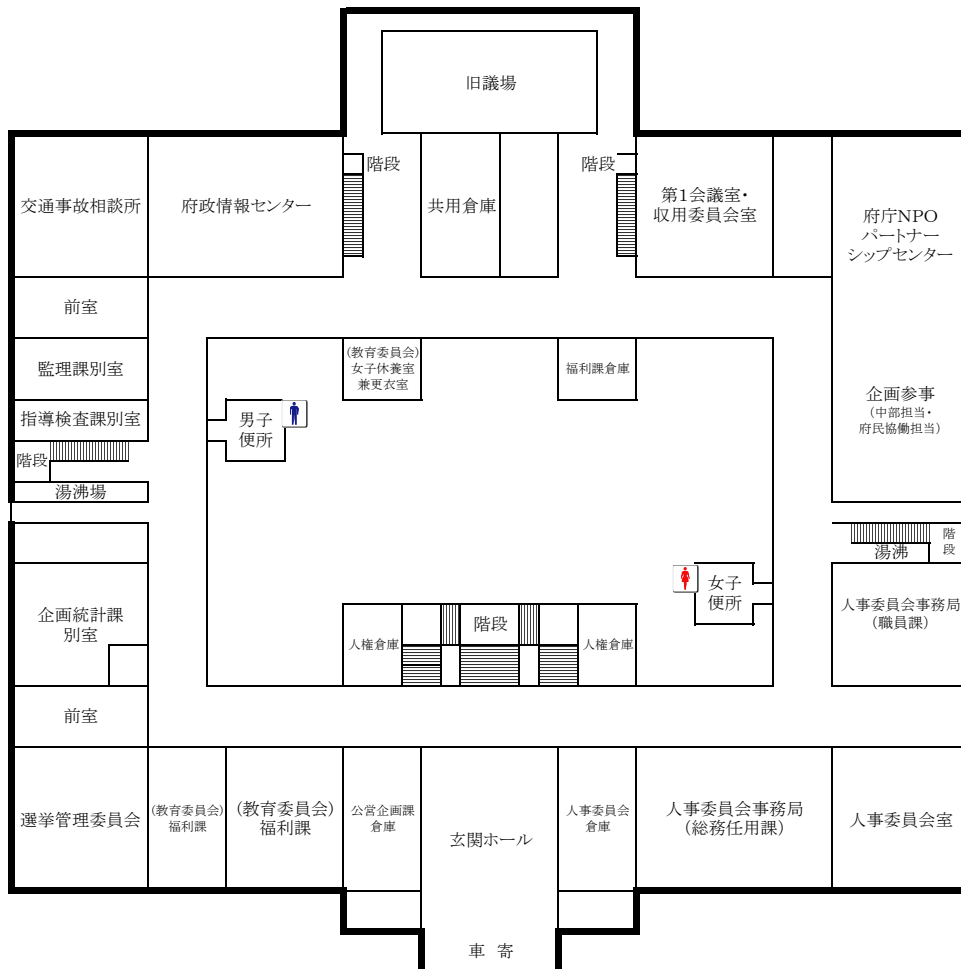 旧議場
階段
階段
交通事故相談所
府政情報センター
共用倉庫
第1会議室・
収用委員会室
府庁NPO
パートナー
シップセンター
前室
監理課別室
(教育委員会)
女子休養室
兼更衣室
福利課倉庫
企画参事
(中部担当・
府民協働担当)
指導検査課別室
男子
便所
階段
湯沸場
階
段
湯沸
女子
便所
企画統計課
別室
人権倉庫
階段
人権倉庫
人事委員会事務局
(職員課)
前室
選挙管理委員会
(教育委員会)
福利課
(教育委員会)
福利課
公営企画課
倉庫
玄関ホール
人事委員会
倉庫
人事委員会事務局
(総務任用課)
人事委員会室
車 寄